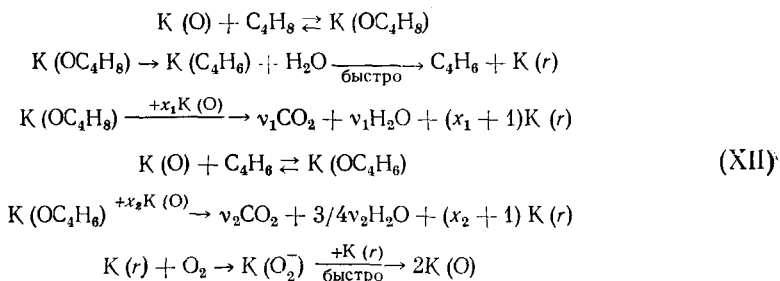 K (O) + C₄H₈ ⇄ K (OC₄H₈)
K (OC₄H₈) → K (C₄H₆) + H₂O —быстро→ C₄H₆ + K (r)
K (OC₄H₈) —+x₁K (O)→ ν₁CO₂ + ν₁H₂O + (x₁ + 1)K (r)
K (O) + C₄H₆ ⇄ K (OC₄H₆)
(XII)
K (OC₄H₆) —+x₂K (O)→ ν₂CO₂ + 3/4ν₂H₂O + (x₂ + 1) K (r)
K (r) + O₂ → K (O₂⁻) —+K (r) быстро→ 2K (O)